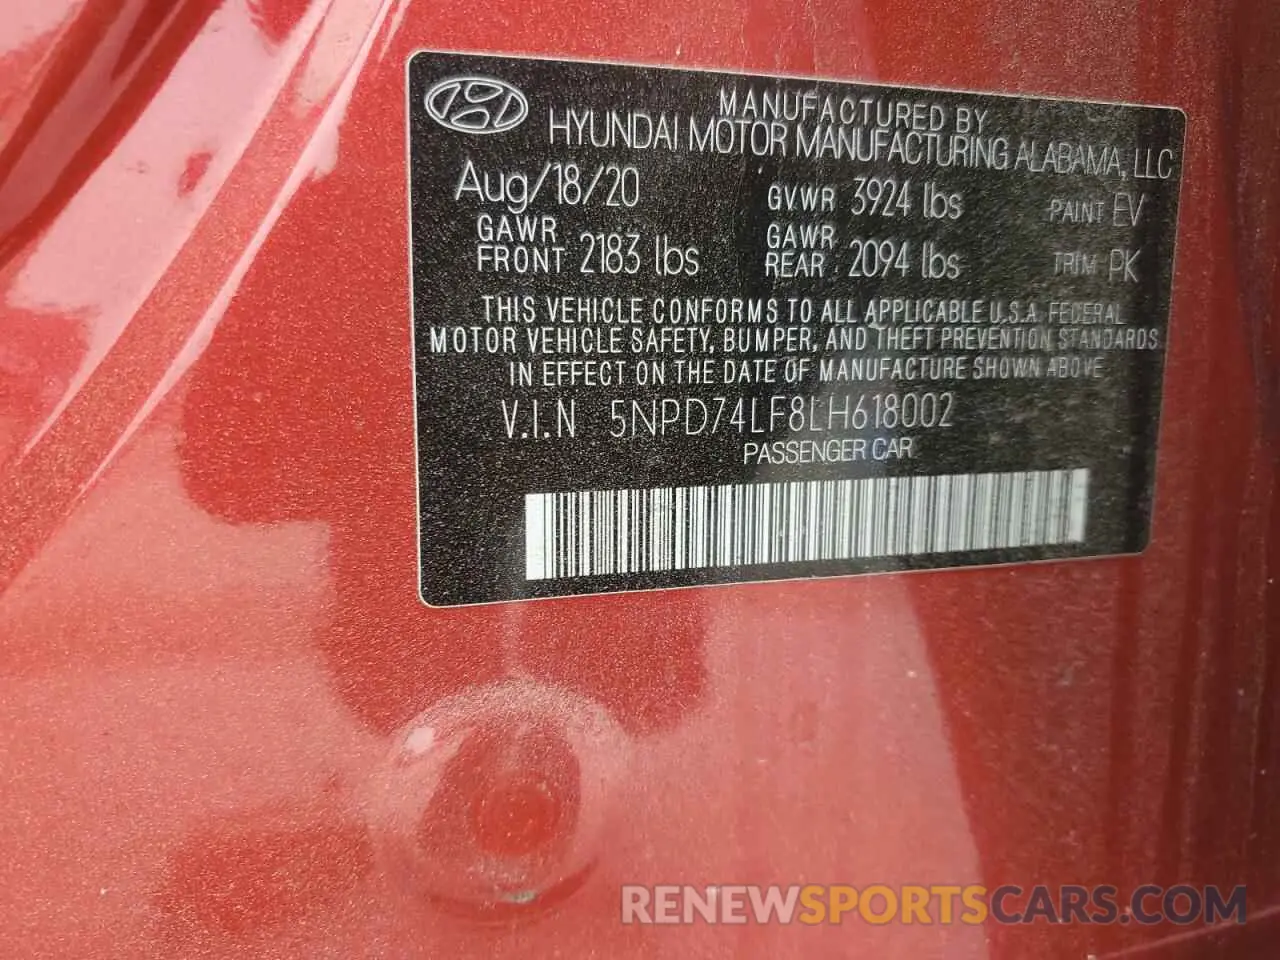 MANUFACTURED BY
HYUNDAI MOTOR MANUFACTURING ALABAMA, LLC
Aug/18/20 GVWR 3924 lbs PAINT EV
GAWR FRONT 2183 lbs GAWR REAR 2094 lbs TRIM PK
THIS VEHICLE CONFORMS TO ALL APPLICABLE U.S.A. FEDERAL
MOTOR VEHICLE SAFETY, BUMPER, AND THEFT PREVENTION STANDARDS
IN EFFECT ON THE DATE OF MANUFACTURE SHOWN ABOVE
V.I.N 5NPD74LF8LH618002
PASSENGER CAR
RENEWSPORTSCARS.COM